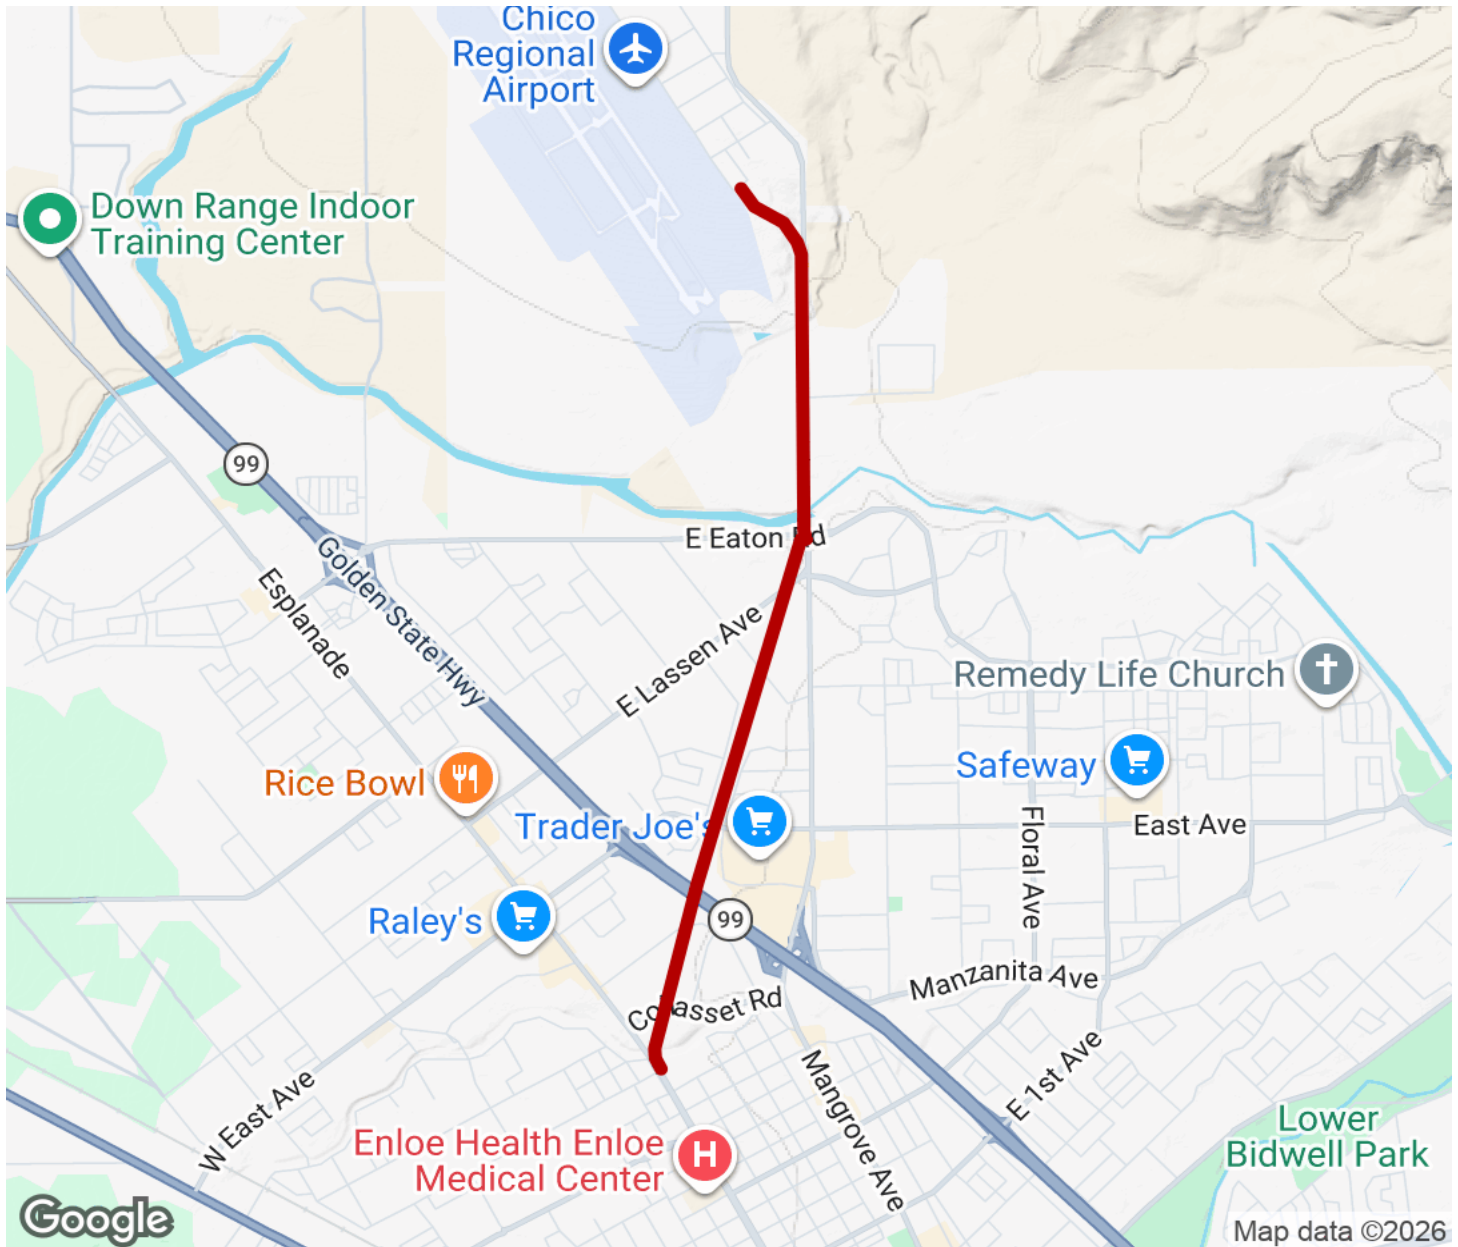 Chico
Regional
Airport
Down Range Indoor
Training Center
99
E Eaton Rd
Golden State Hwy
Esplanade
E Lassen Ave
Remedy Life Church
Rice Bowl
Safeway
Trader Joe's
East Ave
Floral Ave
Raley's
99
Manzanita Ave
Cohasset Rd
Mangrove Ave
E 1st Ave
W East Ave
Enloe Health Enloe
Medical Center
H
Lower
Bidwell Park
Google
Map data ©2026